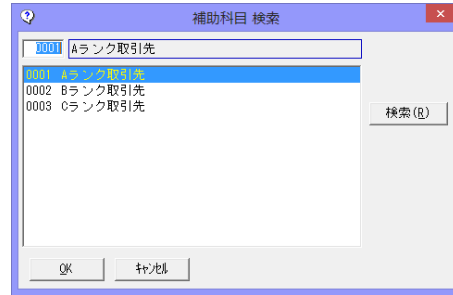 補助科目 検索
0001 Aランク取引先
0001 Aランク取引先
0002 Bランク取引先
0003 Cランク取引先
検索(R)
OK ｷｬﾝｾﾙ